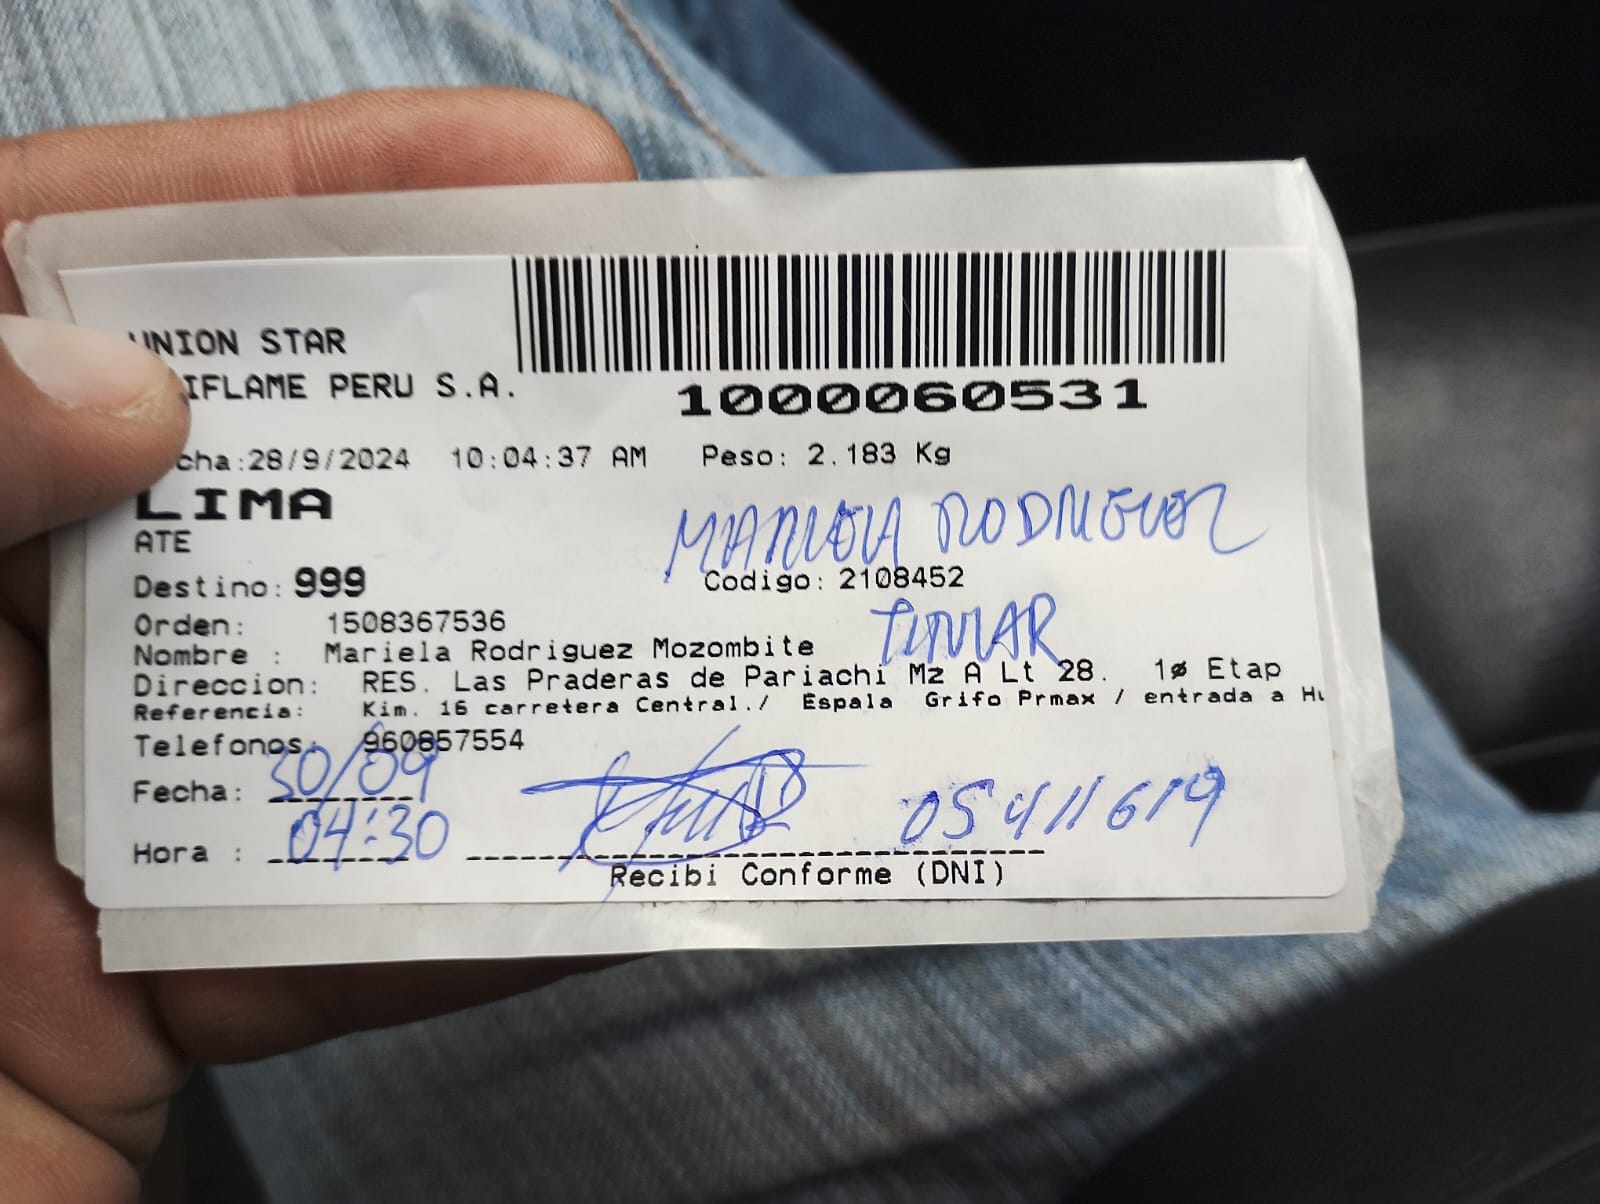 UNION STAR
IFLAME PERU S.A.
1000060531
cha:28/9/2024 10:04:37 AM Peso: 2.183 Kg
LIMA
MARIELA RODRIGUEZ
ATE
Destino: 999 Codigo: 2108452
Orden: 1508367536
TITULAR
Nombre : Mariela Rodriguez Mozombite
Direccion: RES. Las Praderas de Pariachi Mz A Lt 28. 1ø Etap
Referencia: Kim. 16 carretera Central./ Espala Grifo Prmax / entrada a Hu
Telefonos: 960857554
Fecha: 30/09
05411619
Hora : 04:30
Recibi Conforme (DNI)